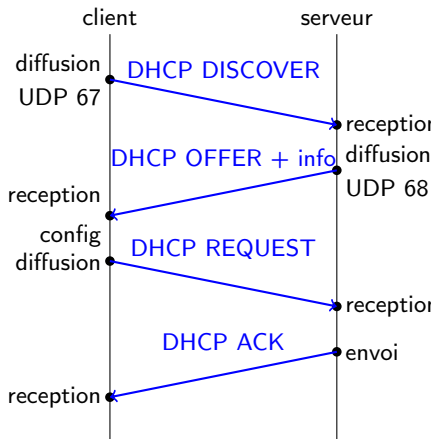 client
serveur
diffusion
UDP 67
DHCP DISCOVER
reception
DHCP OFFER + info
diffusion
UDP 68
reception
config
diffusion
DHCP REQUEST
reception
DHCP ACK
envoi
reception